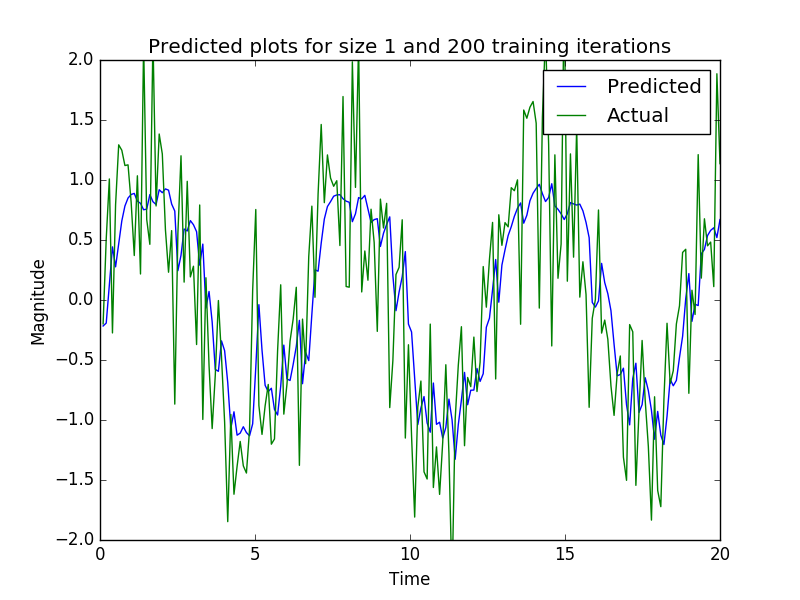 Predicted plots for size 1 and 200 training iterations
Predicted
Actual
2.0
1.5
1.0
0.5
0.0
−0.5
−1.0
−1.5
−2.0
Magnitude
0 5 10 15 20
Time